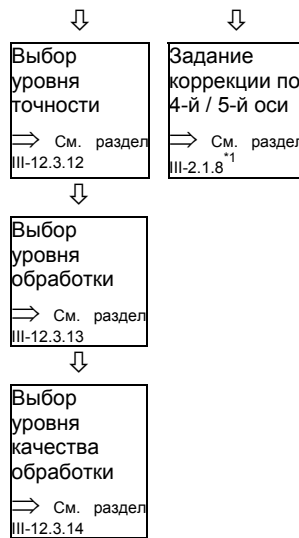 Выбор
уровня
точности
⇒ См. раздел
III-12.3.12
Задание
коррекции по
4-й / 5-й оси
⇒ См. раздел
III-2.1.8*1
Выбор
уровня
обработки
⇒ См. раздел
III-12.3.13
Выбор
уровня
качества
обработки
⇒ См. раздел
III-12.3.14